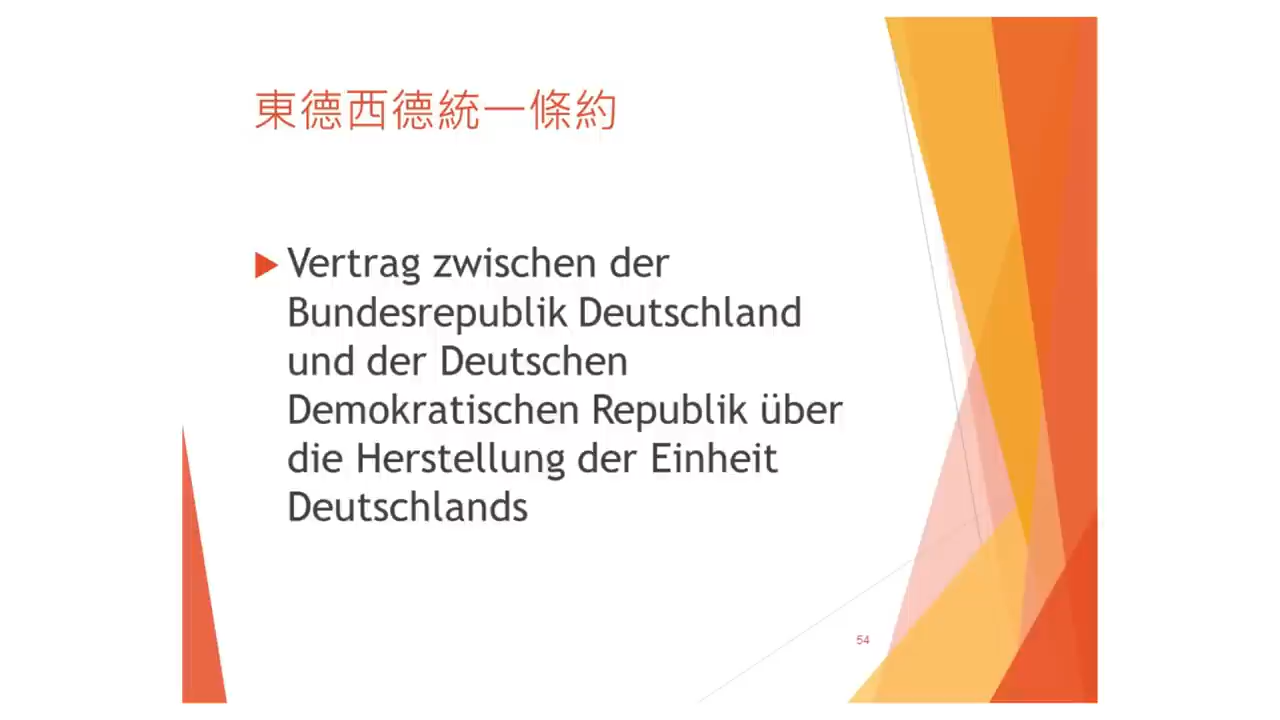 東德西德統一條約
Vertrag zwischen der
Bundesrepublik Deutschland
und der Deutschen
Demokratischen Republik über
die Herstellung der Einheit
Deutschlands
54